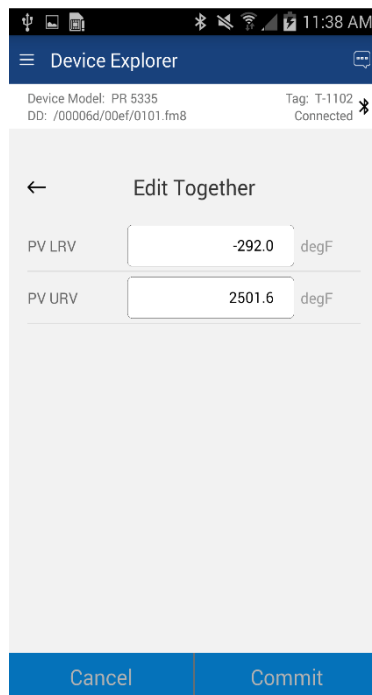 11:38 AM
Device Explorer
Device Model: PR 5335
Tag: T-1102
DD: /00006d/00ef/0101.fm8
Connected
Edit Together
PV LRV -292.0 degF
PV URV 2501.6 degF
Cancel Commit